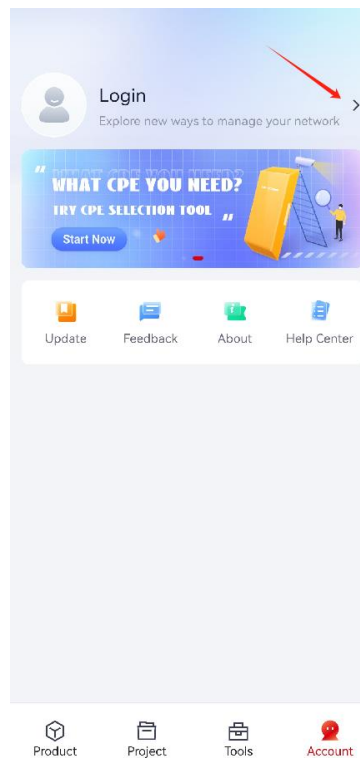 Login
Explore new ways to manage your network
" WHAT CPE YOU NEED?
TRY CPE SELECTION TOOL "
Start Now
Update
Feedback
About
Help Center
Product
Project
Tools
Account